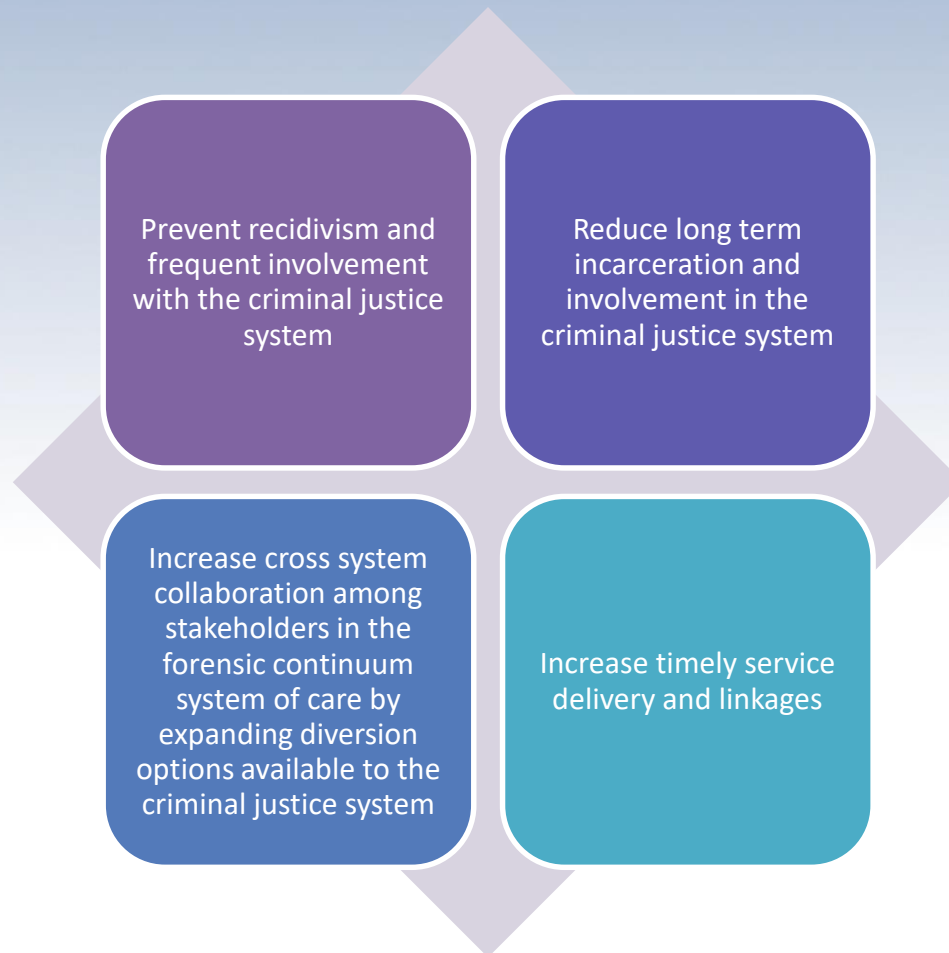 Prevent recidivism and
frequent involvement
with the criminal justice
system
Reduce long term
incarceration and
involvement in the
criminal justice system
Increase cross system
collaboration among
stakeholders in the
forensic continuum
system of care by
expanding diversion
options available to the
criminal justice system
Increase timely service
delivery and linkages